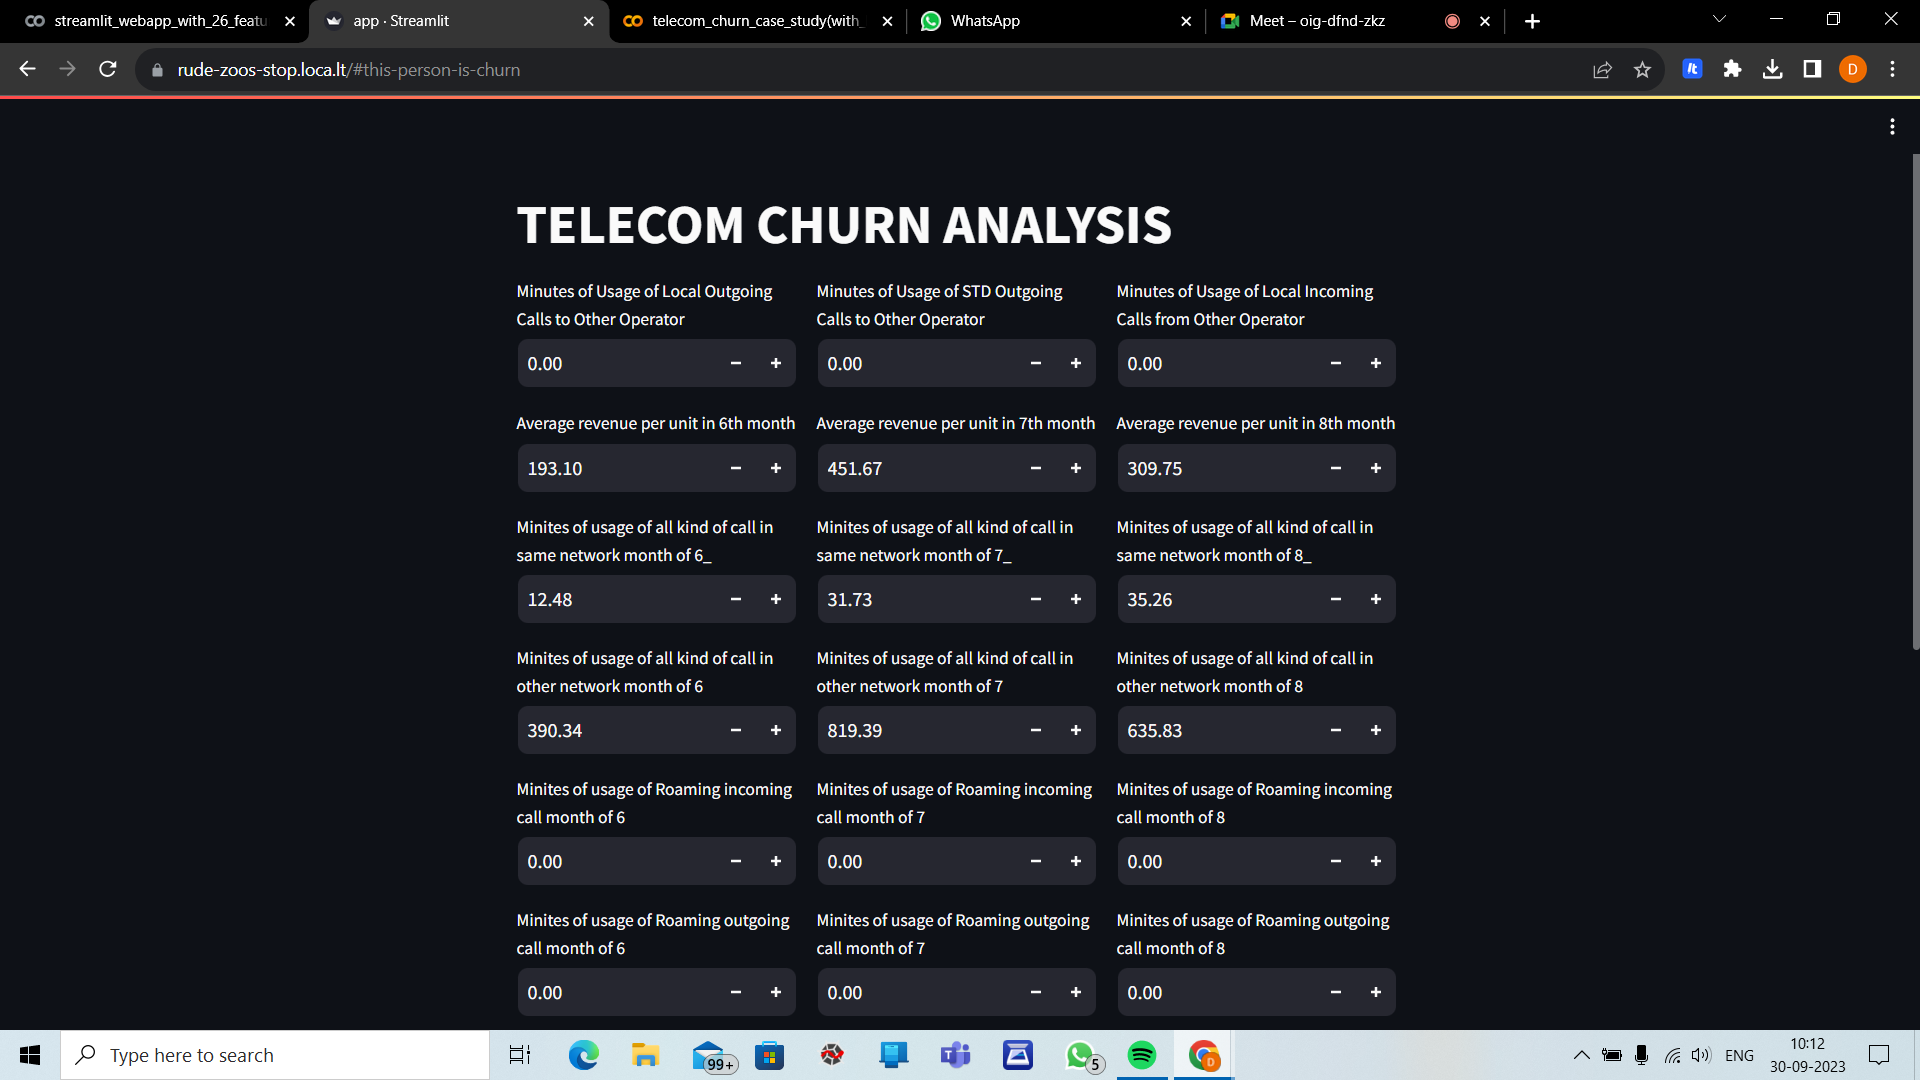 streamlit_webapp_with_26_featu
app · Streamlit
telecom_churn_case_study(with_
WhatsApp
Meet – oig-dfnd-zkz
rude-zoos-stop.loca.lt/#this-person-is-churn
D
TELECOM CHURN ANALYSIS
Minutes of Usage of Local Outgoing
Calls to Other Operator
Minutes of Usage of STD Outgoing
Calls to Other Operator
Minutes of Usage of Local Incoming
Calls from Other Operator
0.00
0.00
0.00
Average revenue per unit in 6th month
Average revenue per unit in 7th month
Average revenue per unit in 8th month
193.10
451.67
309.75
Minites of usage of all kind of call in
same network month of 6_
Minites of usage of all kind of call in
same network month of 7_
Minites of usage of all kind of call in
same network month of 8_
12.48
31.73
35.26
Minites of usage of all kind of call in
other network month of 6
Minites of usage of all kind of call in
other network month of 7
Minites of usage of all kind of call in
other network month of 8
390.34
819.39
635.83
Minites of usage of Roaming incoming
call month of 6
Minites of usage of Roaming incoming
call month of 7
Minites of usage of Roaming incoming
call month of 8
0.00
0.00
0.00
Minites of usage of Roaming outgoing
call month of 6
Minites of usage of Roaming outgoing
call month of 7
Minites of usage of Roaming outgoing
call month of 8
0.00
0.00
0.00
Type here to search
99+
5
D
ENG
10:12
30-09-2023